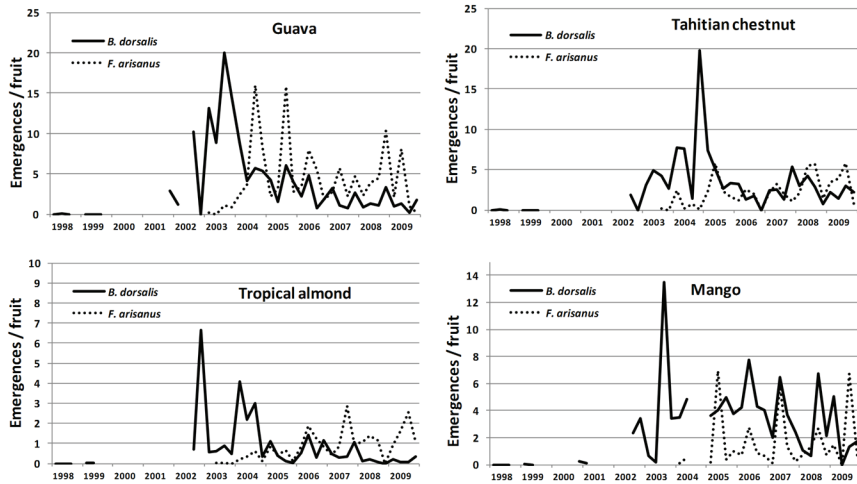 Guava
B. dorsalis
F. arisanus
Emergences / fruit
25
20
15
10
5
0
1998 1999 2000 2001 2002 2003 2004 2005 2006 2007 2008 2009
Tahitian chestnut
B. dorsalis
F. arisanus
Emergences / fruit
25
20
15
10
5
0
1998 1999 2000 2001 2002 2003 2004 2005 2006 2007 2008 2009
Tropical almond
B. dorsalis
F. arisanus
Emergences / fruit
10
9
8
7
6
5
4
3
2
1
0
1998 1999 2000 2001 2002 2003 2004 2005 2006 2007 2008 2009
Mango
B. dorsalis
F. arisanus
Emergences / fruit
14
12
10
8
6
4
2
0
1998 1999 2000 2001 2002 2003 2004 2005 2006 2007 2008 2009